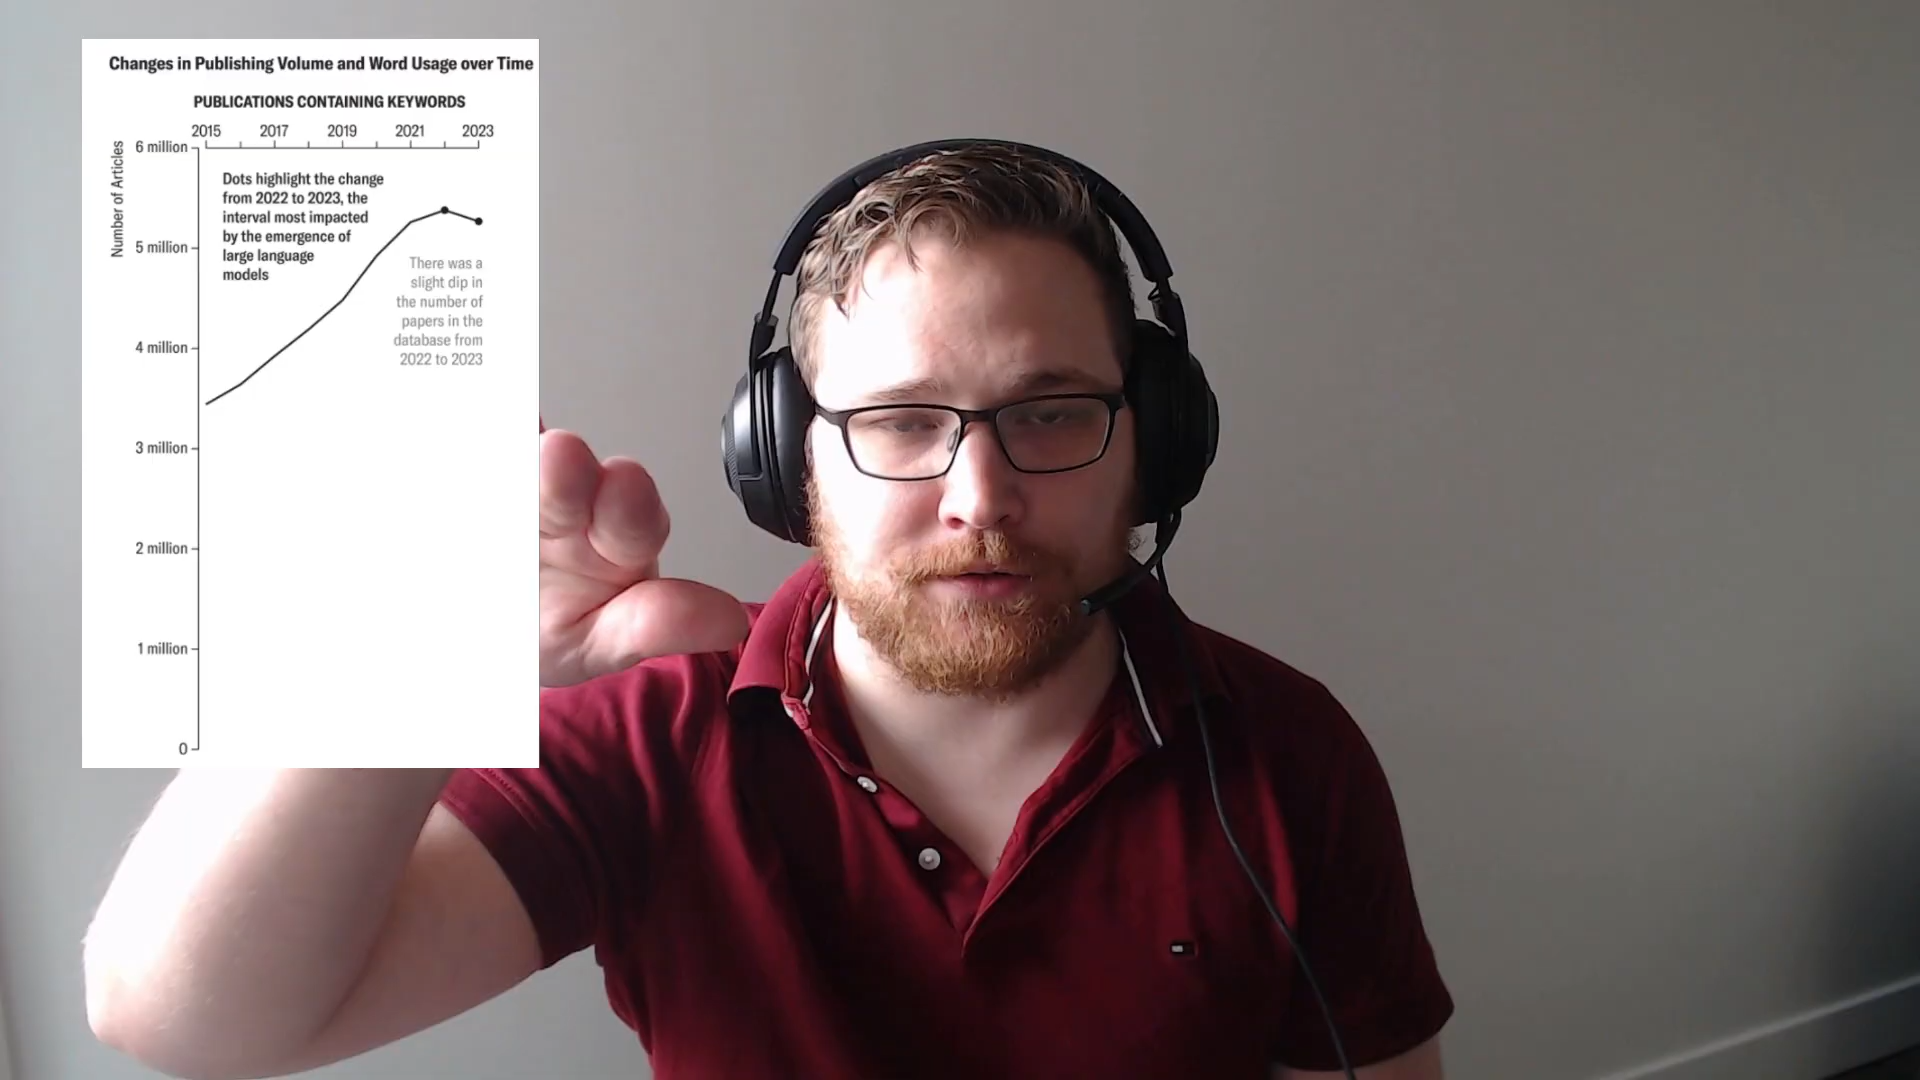 Changes in Publishing Volume and Word Usage over Time
PUBLICATIONS CONTAINING KEYWORDS
2015 2017 2019 2021 2023
Number of Articles
6 million
Dots highlight the change
from 2022 to 2023, the
interval most impacted
by the emergence of
large language
models
5 million
There was a
slight dip in
the number of
papers in the
database from
2022 to 2023
4 million
3 million
2 million
1 million
0